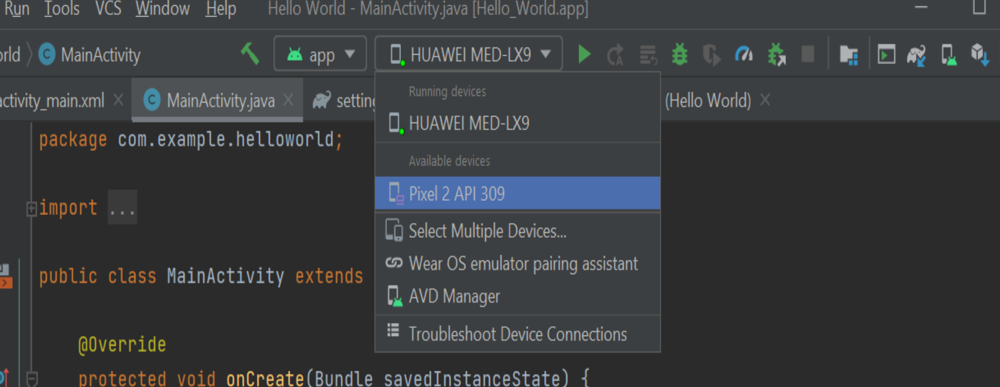 Run Tools VCS Window Help Hello World - MainActivity.java [Hello_World.app]
MainActivity app HUAWEI MED-LX9
activity_main.xml MainActivity.java (Hello World)
Running devices
HUAWEI MED-LX9
Available devices
Pixel 2 API 309
Select Multiple Devices...
Wear OS emulator pairing assistant
AVD Manager
Troubleshoot Device Connections
package com.example.helloworld;
import ...
public class MainActivity extends
@Override
protected void onCreate(Bundle savedInstanceState) {